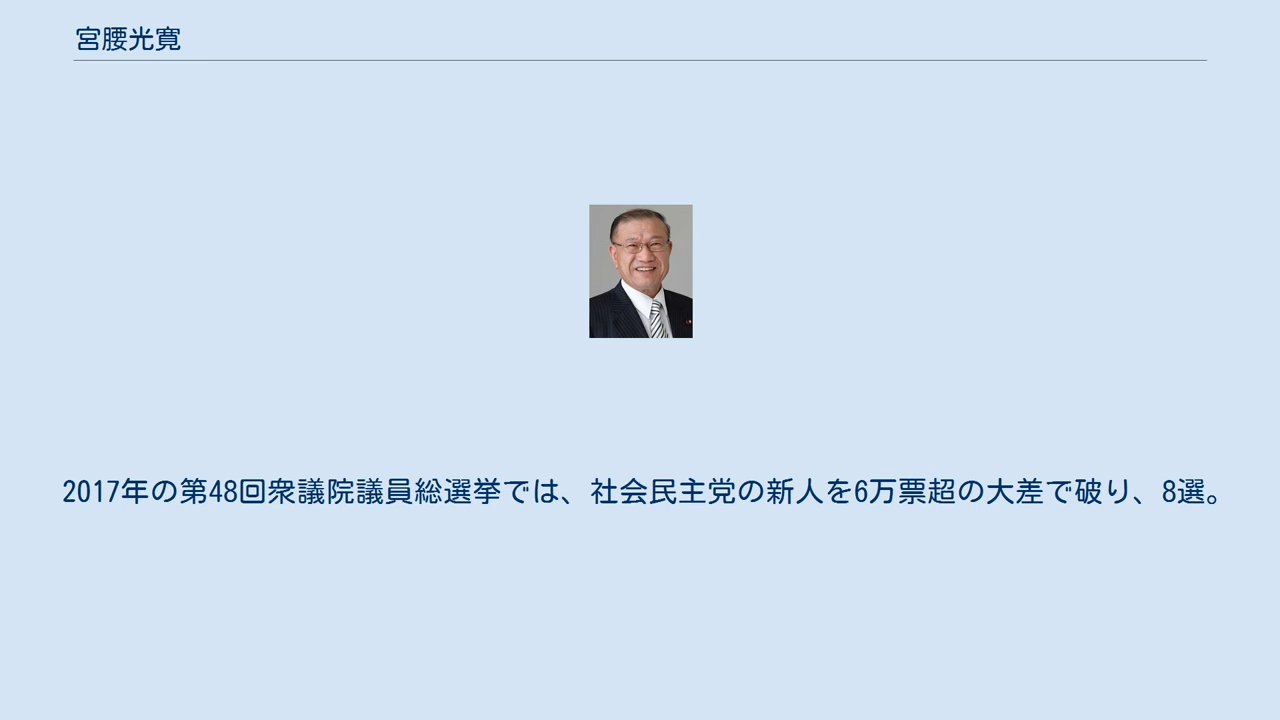 宮腰光寛
2017年の第48回衆議院議員総選挙では、社会民主党の新人を6万票超の大差で破り、8選。